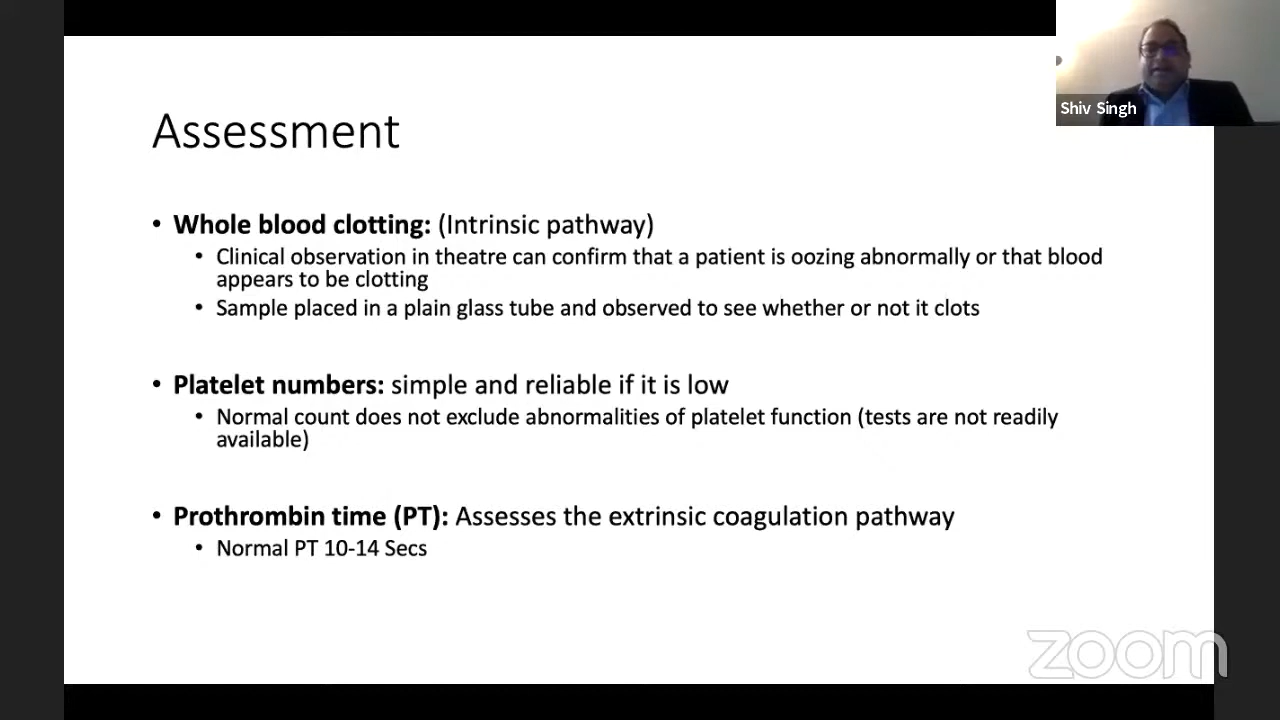 Shiv Singh
Assessment
• Whole blood clotting: (Intrinsic pathway)
• Clinical observation in theatre can confirm that a patient is oozing abnormally or that blood
appears to be clotting
• Sample placed in a plain glass tube and observed to see whether or not it clots
• Platelet numbers: simple and reliable if it is low
• Normal count does not exclude abnormalities of platelet function (tests are not readily
available)
• Prothrombin time (PT): Assesses the extrinsic coagulation pathway
• Normal PT 10-14 Secs
zoom